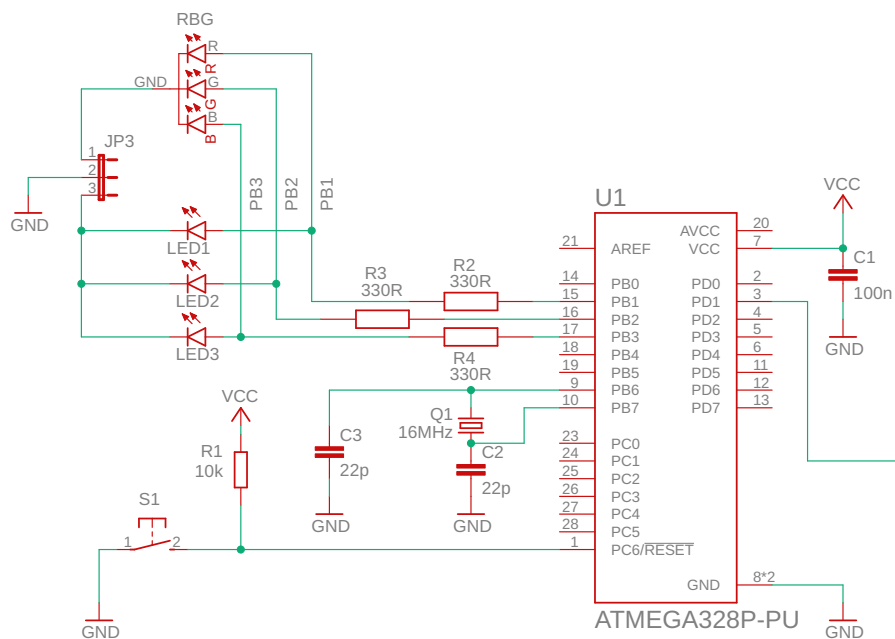 RBG
R
R
GND
G
G
B
B
JP3
1
2
3
GND
PB3
PB2
PB1
LED1
LED2
LED3
R3
330R
R2
330R
R4
330R
VCC
R1
10k
S1
1
2
GND
C3
22p
GND
Q1
16MHz
C2
22p
GND
U1
21 AREF
14 PB0
15 PB1
16 PB2
17 PB3
18 PB4
19 PB5
9 PB6
10 PB7
23 PC0
24 PC1
25 PC2
26 PC3
27 PC4
28 PC5
1 PC6/RESET
AVCC 20
VCC 7
PD0 2
PD1 3
PD2 4
PD3 5
PD4 6
PD5 11
PD6 12
PD7 13
GND 8*2
ATMEGA328P-PU
VCC
C1
100n
GND
GND